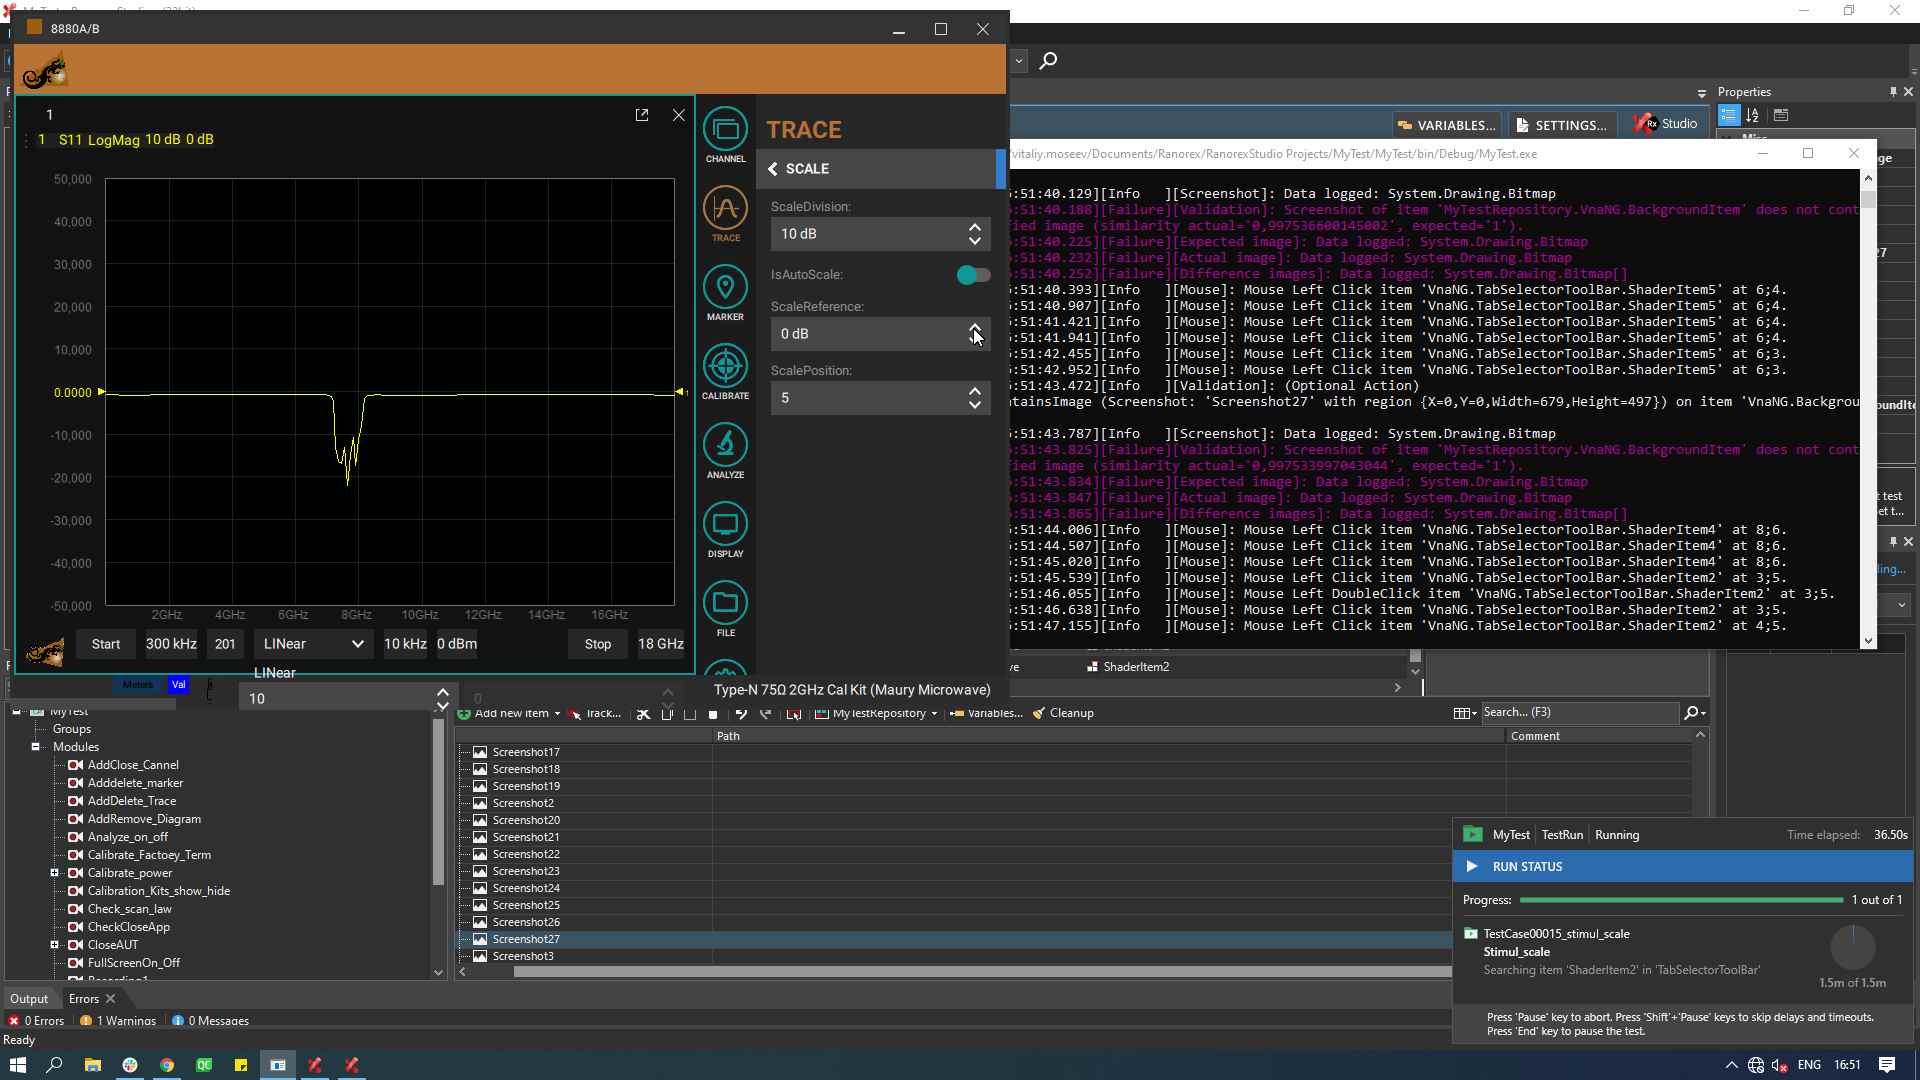 8880A/B
1
1 S11 LogMag 10 dB 0 dB
50,000
40,000
30,000
20,000
10,000
0.0000
-10,000
-20,000
-30,000
-40,000
-50,000
1
2GHz 4GHz 6GHz 8GHz 10GHz 12GHz 14GHz 16GHz
Start 300 kHz 201 LINear 10 kHz 0 dBm Stop 18 GHz
LINear
Meters Val
10
0
Type-N 75Ω 2GHz Cal Kit (Maury Microwave)
CHANNEL
TRACE
MARKER
CALIBRATE
ANALYZE
DISPLAY
FILE
TRACE
SCALE
ScaleDivision:
10 dB
IsAutoScale:
ScaleReference:
0 dB
ScalePosition:
5
VARIABLES... SETTINGS... Rx Studio
Properties
/vitaliy.moseev/Documents/Ranorex/RanorexStudio Projects/MyTest/MyTest/bin/Debug/MyTest.exe
:51:40.129][Info ][Screenshot]: Data logged: System.Drawing.Bitmap
:51:40.188][Failure][Validation]: Screenshot of item 'MyTestRepository.VnaNG.BackgroundItem' does not cont
fied image (similarity actual='0,997536600145002', expected='1').
:51:40.225][Failure][Expected image]: Data logged: System.Drawing.Bitmap
:51:40.232][Failure][Actual image]: Data logged: System.Drawing.Bitmap
:51:40.252][Failure][Difference images]: Data logged: System.Drawing.Bitmap[]
:51:40.393][Info ][Mouse]: Mouse Left Click item 'VnaNG.TabSelectorToolBar.ShaderItem5' at 6;4.
:51:40.907][Info ][Mouse]: Mouse Left Click item 'VnaNG.TabSelectorToolBar.ShaderItem5' at 6;4.
:51:41.421][Info ][Mouse]: Mouse Left Click item 'VnaNG.TabSelectorToolBar.ShaderItem5' at 6;4.
:51:41.941][Info ][Mouse]: Mouse Left Click item 'VnaNG.TabSelectorToolBar.ShaderItem5' at 6;4.
:51:42.455][Info ][Mouse]: Mouse Left Click item 'VnaNG.TabSelectorToolBar.ShaderItem5' at 6;3.
:51:42.952][Info ][Mouse]: Mouse Left Click item 'VnaNG.TabSelectorToolBar.ShaderItem5' at 6;3.
:51:43.472][Info ][Validation]: (Optional Action)
ntainsImage (Screenshot: 'Screenshot27' with region {X=0,Y=0,Width=679,Height=497}) on item 'VnaNG.Backgrou
:51:43.787][Info ][Screenshot]: Data logged: System.Drawing.Bitmap
:51:43.825][Failure][Validation]: Screenshot of item 'MyTestRepository.VnaNG.BackgroundItem' does not cont
fied image (similarity actual='0,997533997043044', expected='1').
:51:43.834][Failure][Expected image]: Data logged: System.Drawing.Bitmap
:51:43.847][Failure][Actual image]: Data logged: System.Drawing.Bitmap
:51:43.865][Failure][Difference images]: Data logged: System.Drawing.Bitmap[]
:51:44.006][Info ][Mouse]: Mouse Left Click item 'VnaNG.TabSelectorToolBar.ShaderItem4' at 8;6.
:51:44.507][Info ][Mouse]: Mouse Left Click item 'VnaNG.TabSelectorToolBar.ShaderItem4' at 8;6.
:51:45.020][Info ][Mouse]: Mouse Left Click item 'VnaNG.TabSelectorToolBar.ShaderItem4' at 8;6.
:51:45.539][Info ][Mouse]: Mouse Left Click item 'VnaNG.TabSelectorToolBar.ShaderItem2' at 3;5.
:51:46.055][Info ][Mouse]: Mouse Left DoubleClick item 'VnaNG.TabSelectorToolBar.ShaderItem2' at 3;5.
:51:46.638][Info ][Mouse]: Mouse Left Click item 'VnaNG.TabSelectorToolBar.ShaderItem2' at 3;5.
:51:47.155][Info ][Mouse]: Mouse Left Click item 'VnaNG.TabSelectorToolBar.ShaderItem2' at 4;5.
ShaderItem2
Add new item Track... MyTestRepository Variables... Cleanup Search... (F3)
Path Comment
Screenshot17
Screenshot18
Screenshot19
Screenshot2
Screenshot20
Screenshot21
Screenshot22
Screenshot23
Screenshot24
Screenshot25
Screenshot26
Screenshot27
Screenshot3
MyTest
Groups
Modules
AddClose_Cannel
Adddelete_marker
AddDelete_Trace
AddRemove_Diagram
Analyze_on_off
Calibrate_Factoey_Term
Calibrate_power
Calibration_Kits_show_hide
Check_scan_law
CheckCloseApp
CloseAUT
FullScreenOn_Off
Output Errors
0 Errors 1 Warnings 0 Messages
Ready
MyTest TestRun Running Time elapsed: 36.50s
RUN STATUS
Progress: 1 out of 1
TestCase00015_stimul_scale
Stimul_scale
Searching item 'ShaderItem2' in 'TabSelectorToolBar'
1.5m of 1.5m
Press 'Pause' key to abort. Press 'Shift'+'Pause' keys to skip delays and timeouts.
Press 'End' key to pause the test.
ENG 16:51